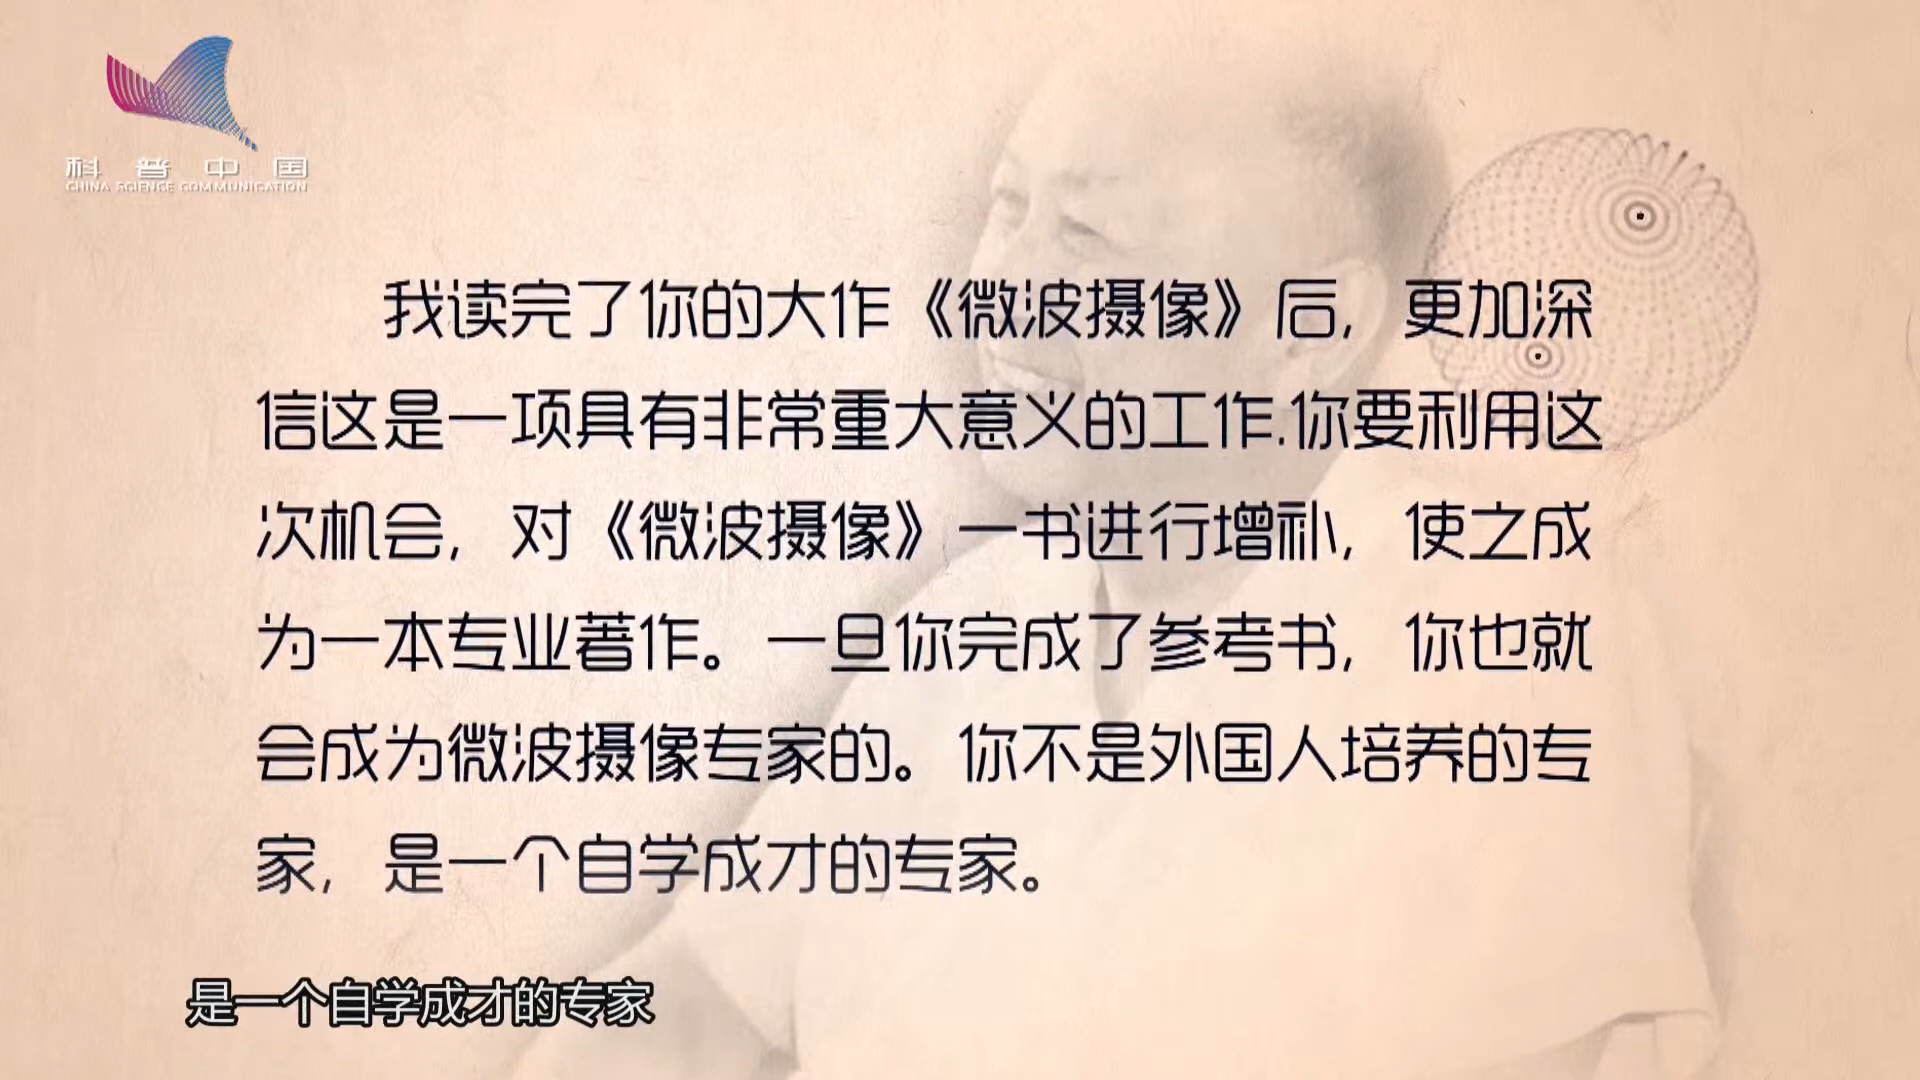 科普中国
CHINA SCIENCE COMMUNICATION
我读完了你的大作《微波摄像》后，更加深
信这是一项具有非常重大意义的工作.你要利用这
次机会，对《微波摄像》一书进行增补，使之成
为一本专业著作。一旦你完成了参考书，你也就
会成为微波摄像专家的。你不是外国人培养的专
家，是一个自学成才的专家。
是一个自学成才的专家